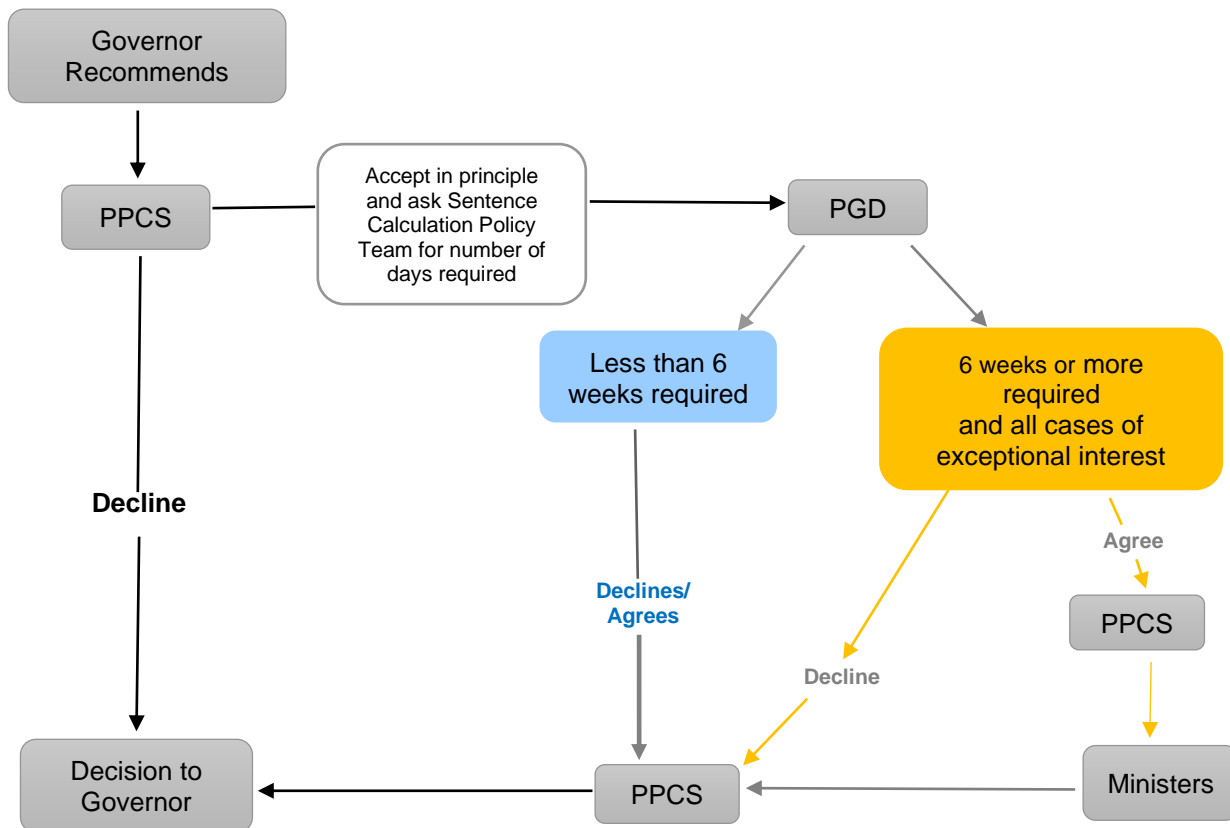 Governor
Recommends
PPCS
Accept in principle
and ask Sentence
Calculation Policy
Team for number of
days required
PGD
Less than 6
weeks required
6 weeks or more
required
and all cases of
exceptional interest
Decline
Agree
Declines/
Agrees
PPCS
Decline
Decision to
Governor
PPCS
Ministers